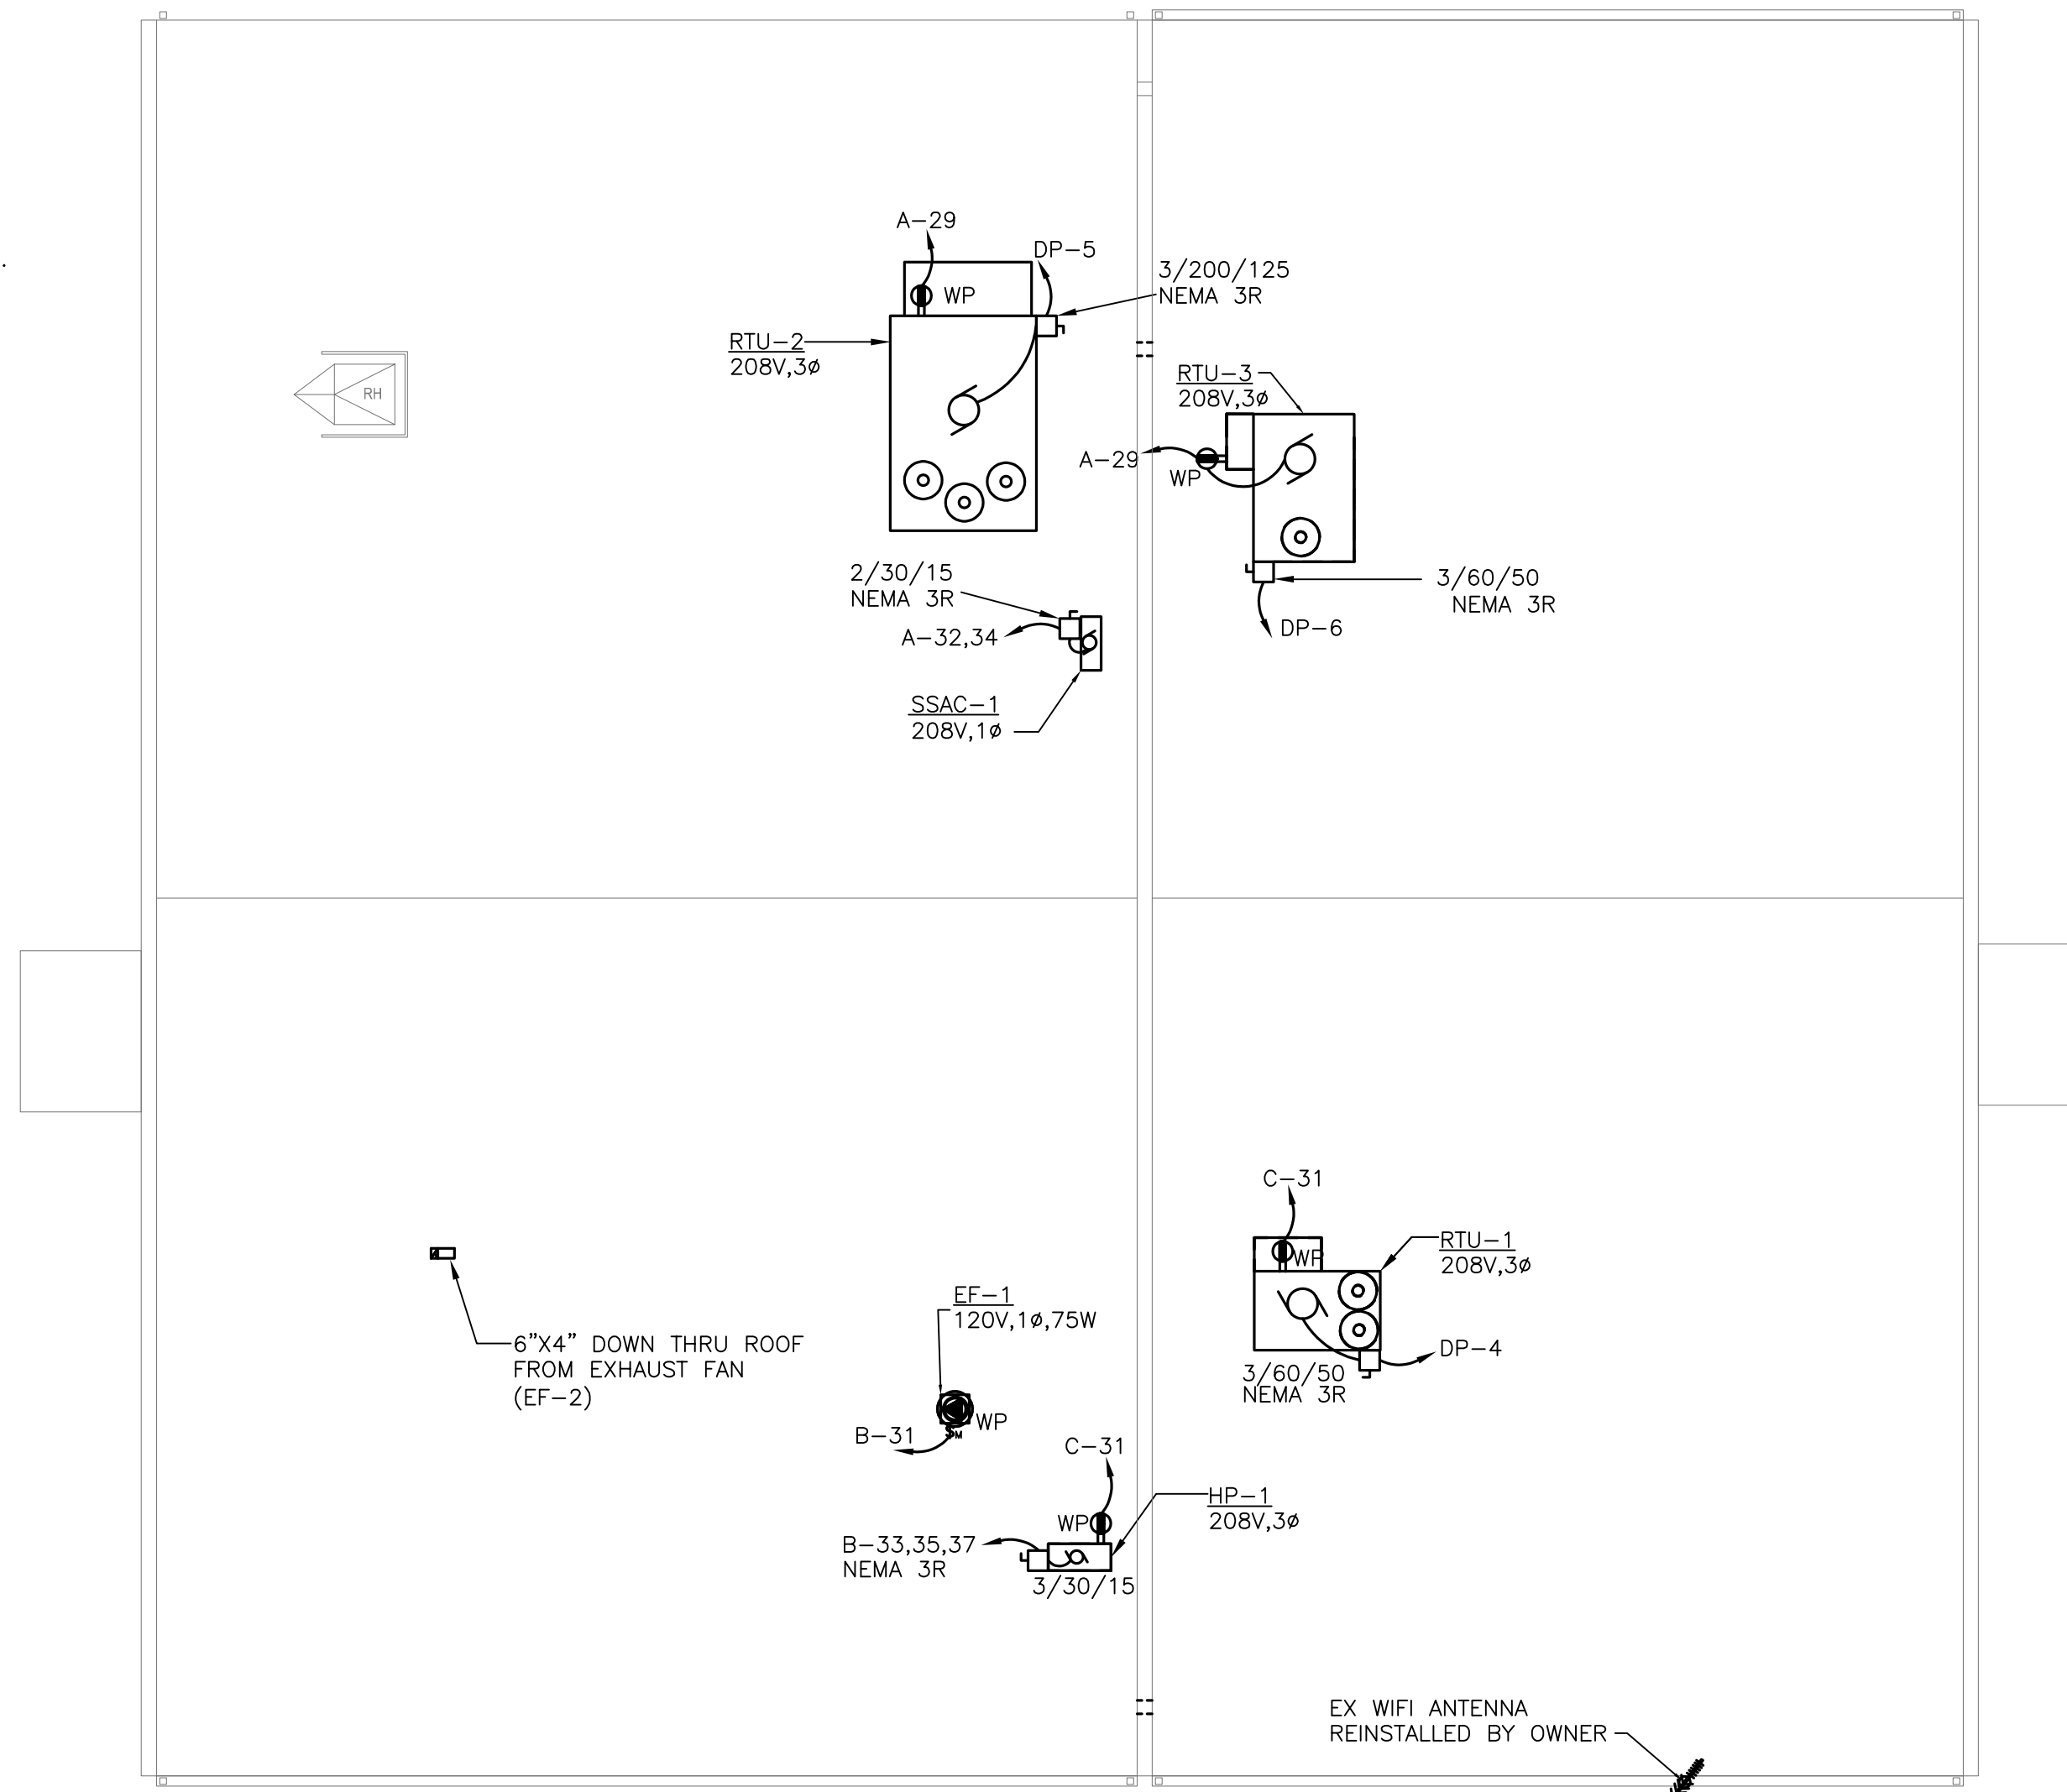 A-29
DP-5
WP
3/200/125
NEMA 3R
RTU-2
208V,3ø
RTU-3
208V,3ø
RH
A-29
WP
2/30/15
NEMA 3R
3/60/50
NEMA 3R
A-32,34
DP-6
SSAC-1
208V,1ø
C-31
WP
RTU-1
208V,3ø
EF-1
120V,1ø,75W
6"X4" DOWN THRU ROOF
FROM EXHAUST FAN
(EF-2)
DP-4
3/60/50
NEMA 3R
WP
$M
B-31
C-31
HP-1
208V,3ø
WP
B-33,35,37
NEMA 3R
3/30/15
EX WIFI ANTENNA
REINSTALLED BY OWNER